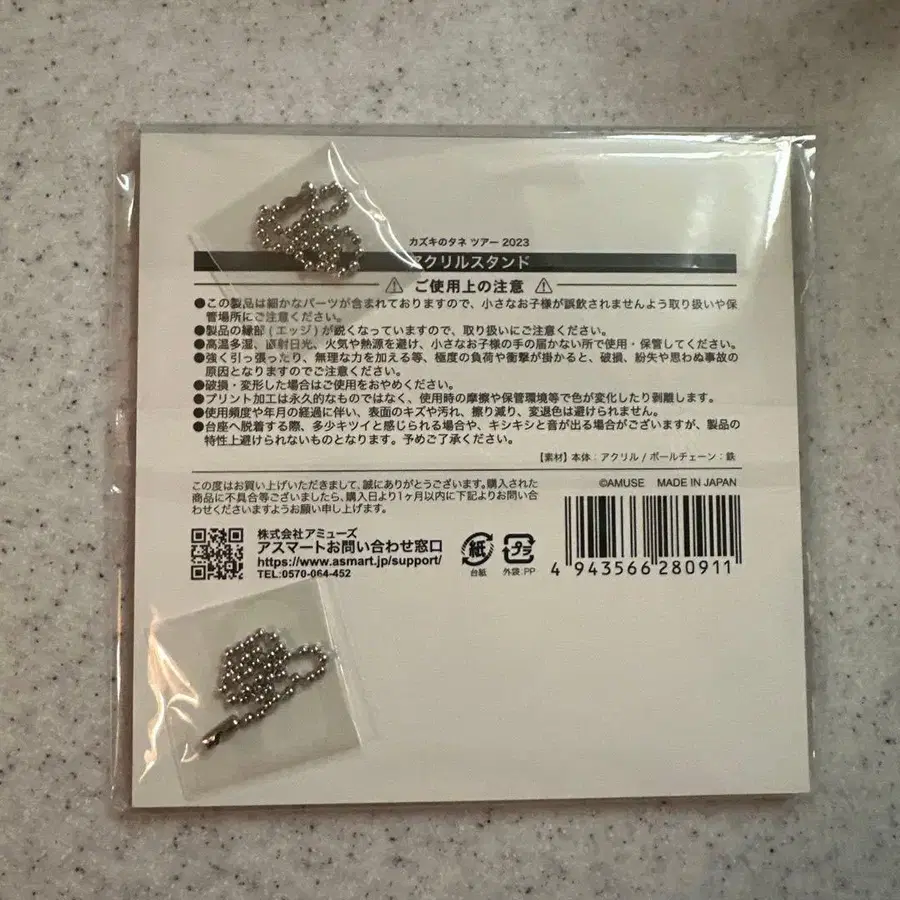 カズキのタネ ツアー 2023
アクリルスタンド
ご使用上の注意
●この製品は細かなパーツが含まれておりますので、小さなお子様が誤飲されませんよう取り扱いや保
管場所にご注意ください。
●製品の縁部(エッジ)が鋭くなっていますので、取り扱いにご注意ください。
●高温多湿、直射日光、火気や熱源を避け、小さなお子様の手の届かない所で使用・保管してください。
●強く引っ張ったり、無理な力を加える等、極度の負荷や衝撃が掛かると、破損、紛失や思わぬ事故の
原因となりますのでご注意ください。
●破損・変形した場合はご使用をおやめください。
●プリント加工は永久的なものではなく、使用時の摩擦や保管環境等で色が変化したり剥離します。
●使用頻度や年月の経過に伴い、表面のキズや汚れ、擦り減り、変退色は避けられません。
●台座へ脱着する際、多少キツイと感じられる場合や、キシキシと音が出る場合がございますが、製品の
特性上避けられないものとなります。予めご了承ください。
【素材】本体:アクリル/ボールチェーン:鉄
この度はお買い上げいただきまして、誠にありがとうございます。購入された
商品に不具合等ございましたら、購入日より1ヶ月以内に下記よりお問い合
わせくださいますようお願い申し上げます。
©AMUSE MADE IN JAPAN
株式会社アミューズ
アスマートお問い合わせ窓口
https://www.asmart.jp/support/
TEL:0570-064-452
紙
台紙
プラ
外袋:PP
4 943566 280911